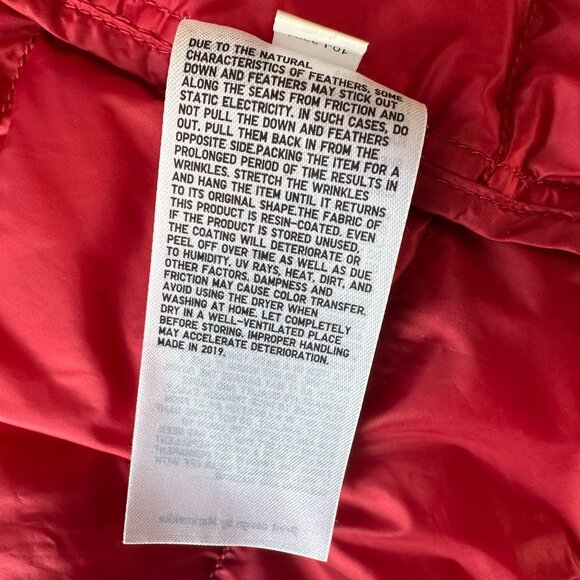 DUE TO THE NATURAL
CHARACTERISTICS OF FEATHERS, SOME
DOWN AND FEATHERS MAY STICK OUT
ALONG THE SEAMS FROM FRICTION AND
STATIC ELECTRICITY. IN SUCH CASES, DO
NOT PULL THE DOWN AND FEATHERS
OUT. PULL THEM BACK IN FROM THE
OPPOSITE SIDE.PACKING THE ITEM FOR A
PROLONGED PERIOD OF TIME RESULTS IN
WRINKLES. STRETCH THE WRINKLES
AND HANG THE ITEM UNTIL IT RETURNS
TO ITS ORIGINAL SHAPE.THE FABRIC OF
THIS PRODUCT IS RESIN-COATED. EVEN
IF THE PRODUCT IS STORED UNUSED,
THE COATING WILL DETERIORATE OR
PEEL OFF OVER TIME AS WELL AS DUE
TO HUMIDITY, UV RAYS, HEAT, DIRT, AND
OTHER FACTORS. DAMPNESS AND
FRICTION MAY CAUSE COLOR TRANSFER.
AVOID USING THE DRYER WHEN
WASHING AT HOME. LET COMPLETELY
DRY IN A WELL-VENTILATED PLACE
BEFORE STORING. IMPROPER HANDLING
MAY ACCELERATE DETERIORATION.
MADE IN 2019.
Print design by Marimekko